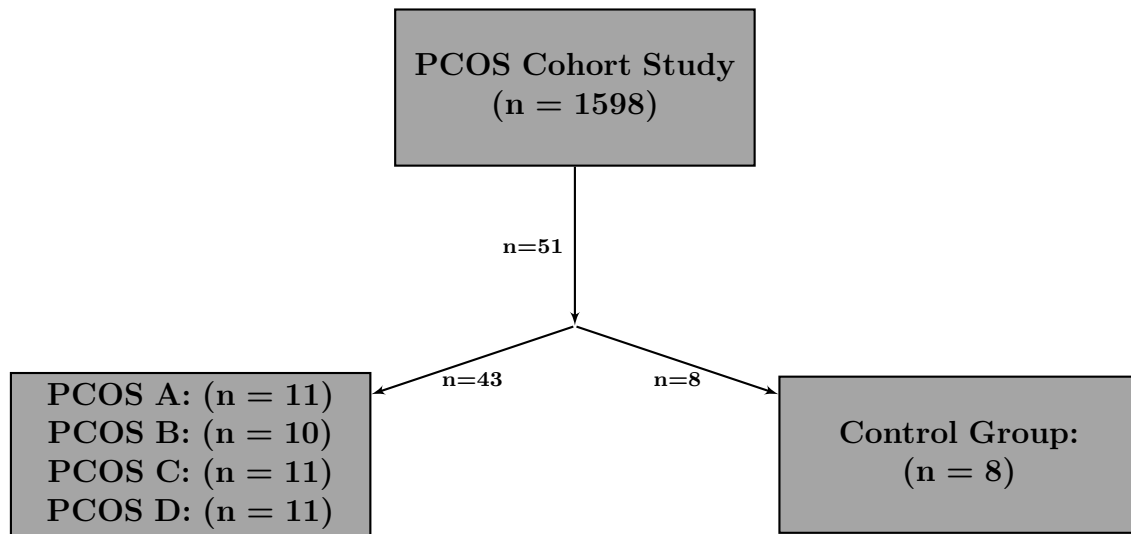 PCOS Cohort Study
(n = 1598)
n=51
n=43
n=8
PCOS A: (n = 11)
PCOS B: (n = 10)
PCOS C: (n = 11)
PCOS D: (n = 11)
Control Group:
(n = 8)